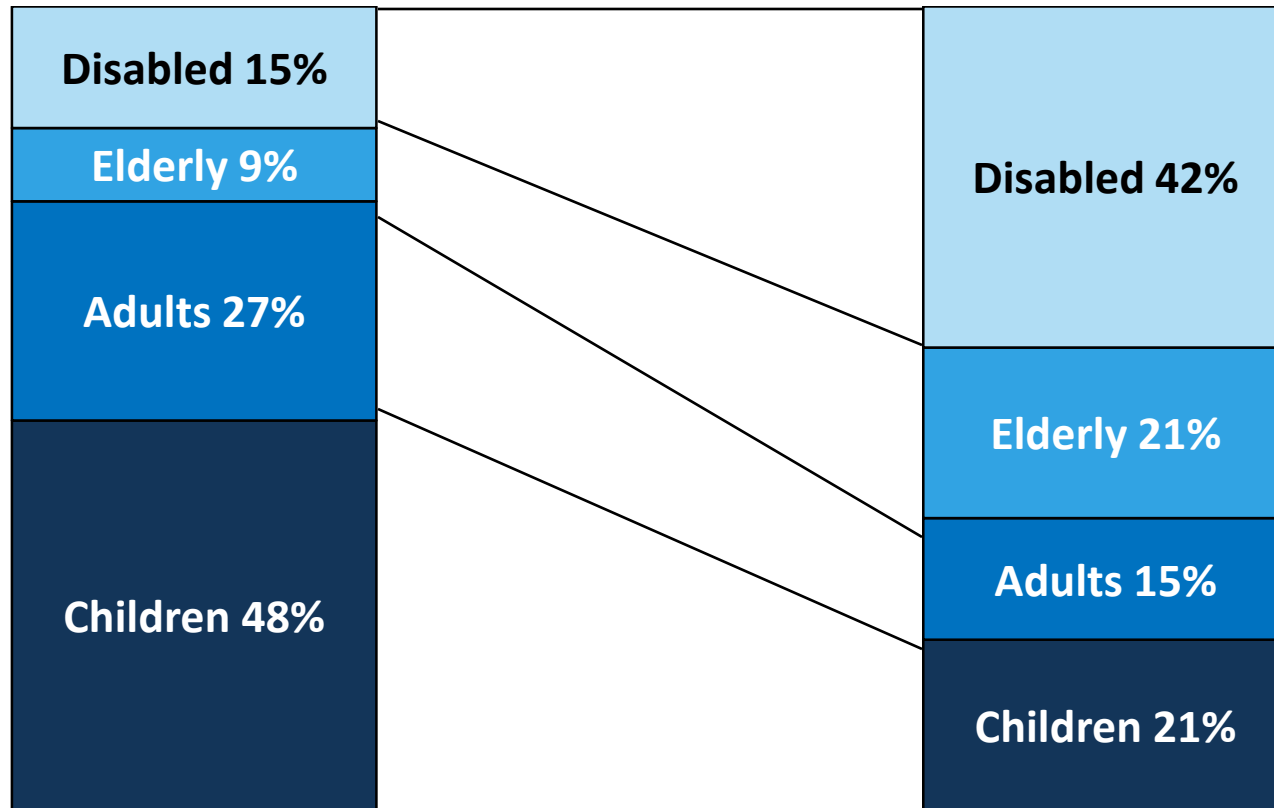 Disabled 15%
Elderly 9%
Adults 27%
Children 48%
Disabled 42%
Elderly 21%
Adults 15%
Children 21%